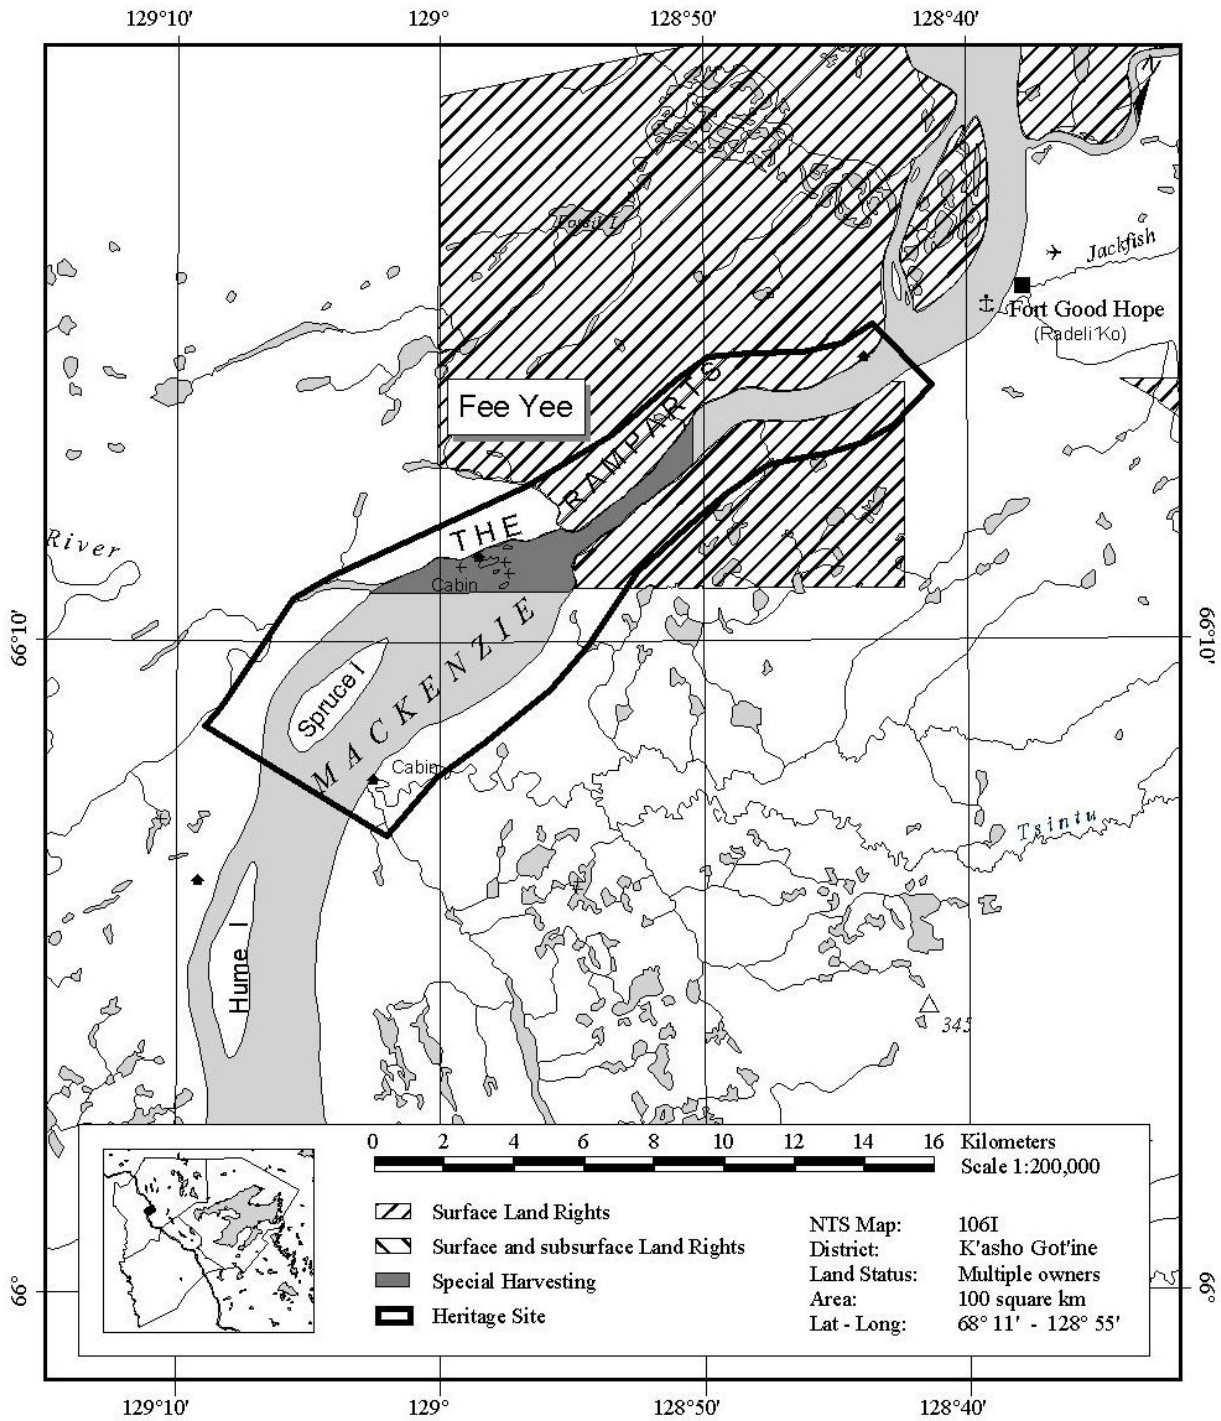 129°10' 129° 128°50' 128°40'
Fossil L
Jackfish
Fort Good Hope
(Radeli Ko)
Fee Yee
THE RAMPARTS
River
Cabin
66°10' 66°10'
Spruce I
MACKENZIE
Cabin
Tsintu
Hume I
345
0 2 4 6 8 10 12 14 16 Kilometers
Scale 1:200,000
Surface Land Rights
Surface and subsurface Land Rights
Special Harvesting
Heritage Site
NTS Map: 106I
District: K'asho Got'ine
Land Status: Multiple owners
Area: 100 square km
Lat - Long: 68° 11' - 128° 55'
66° 66°
129°10' 129° 128°50' 128°40'